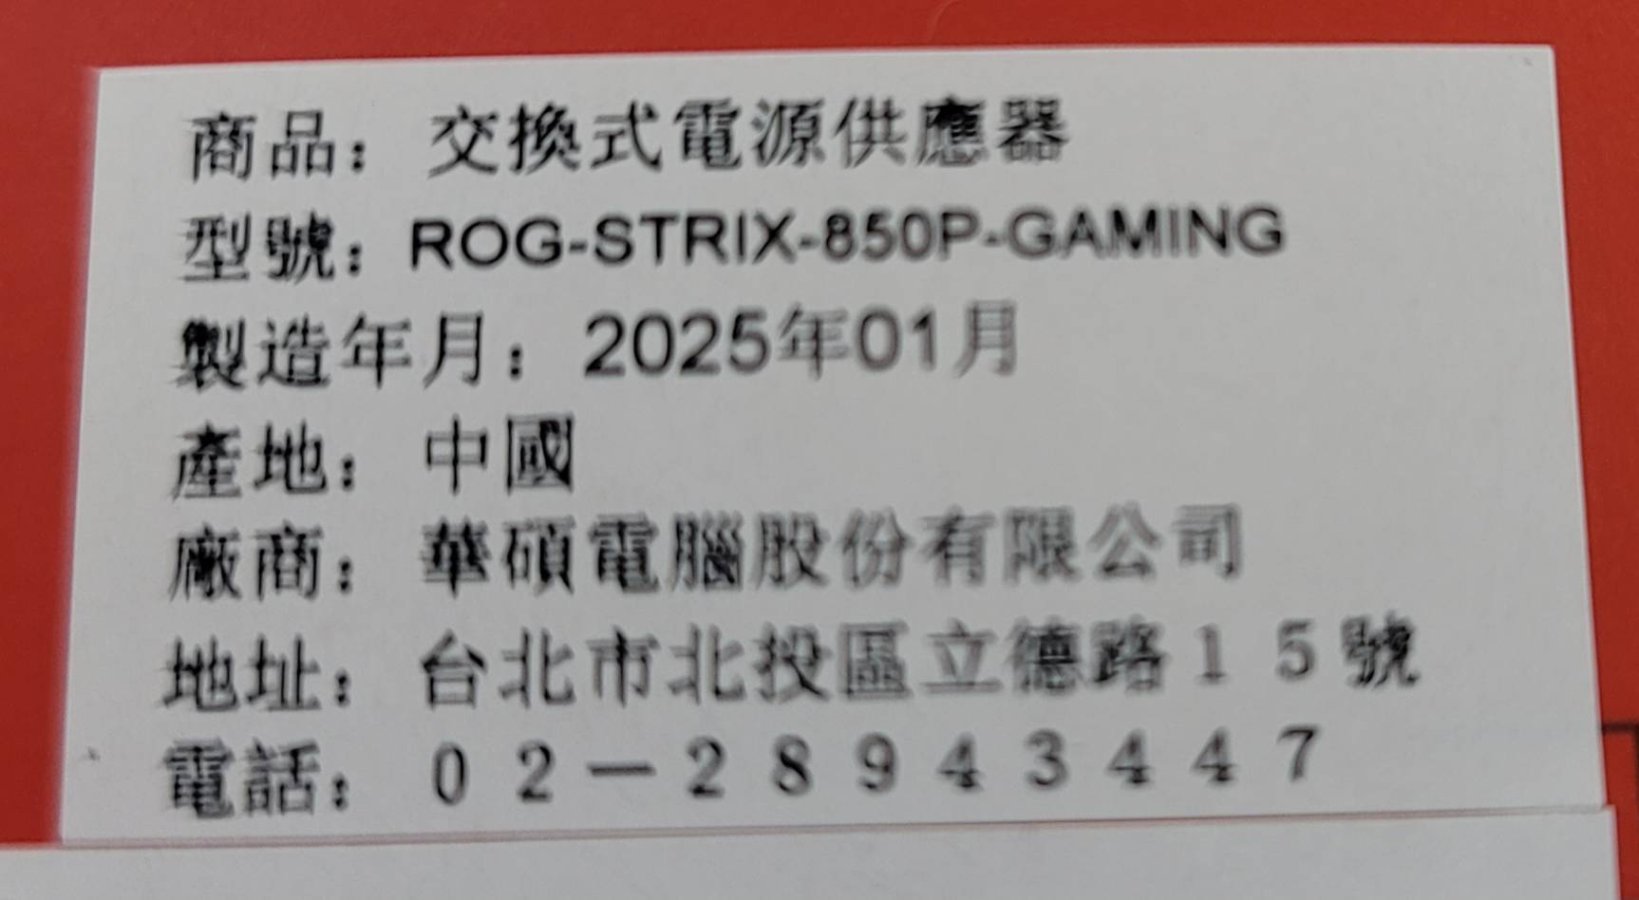 商品：交換式電源供應器
型號：ROG-STRIX-850P-GAMING
製造年月：2025年01月
產地：中國
廠商：華碩電腦股份有限公司
地址：台北市北投區立德路１５號
電話：０２－２８９４３４４７